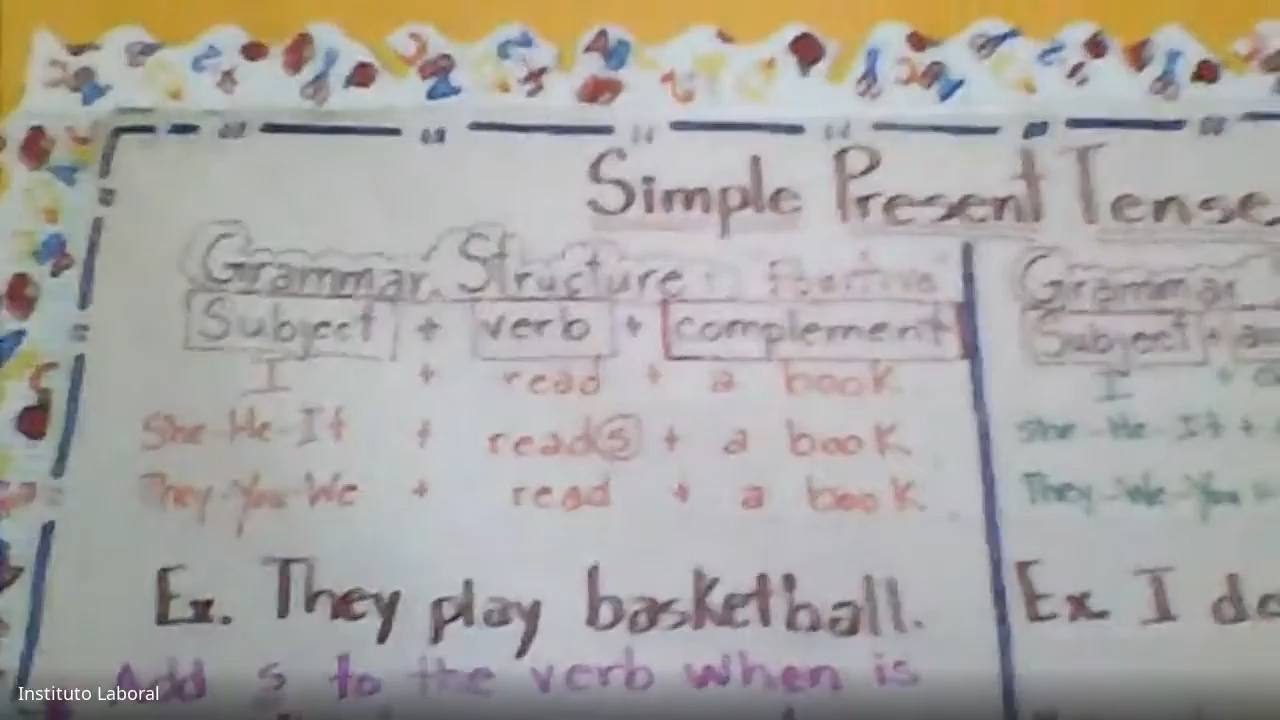 Simple Present Tense
Grammar Structure: Positive
Subject + verb + complement
I + read + a book
She-He-It + reads + a book
They-You-We + read + a book
Ex. They play basketball.
Add s to the verb when is
Grammar
Subject +
I +
She-He-It +
They-We-You
Ex I do
Instituto Laboral